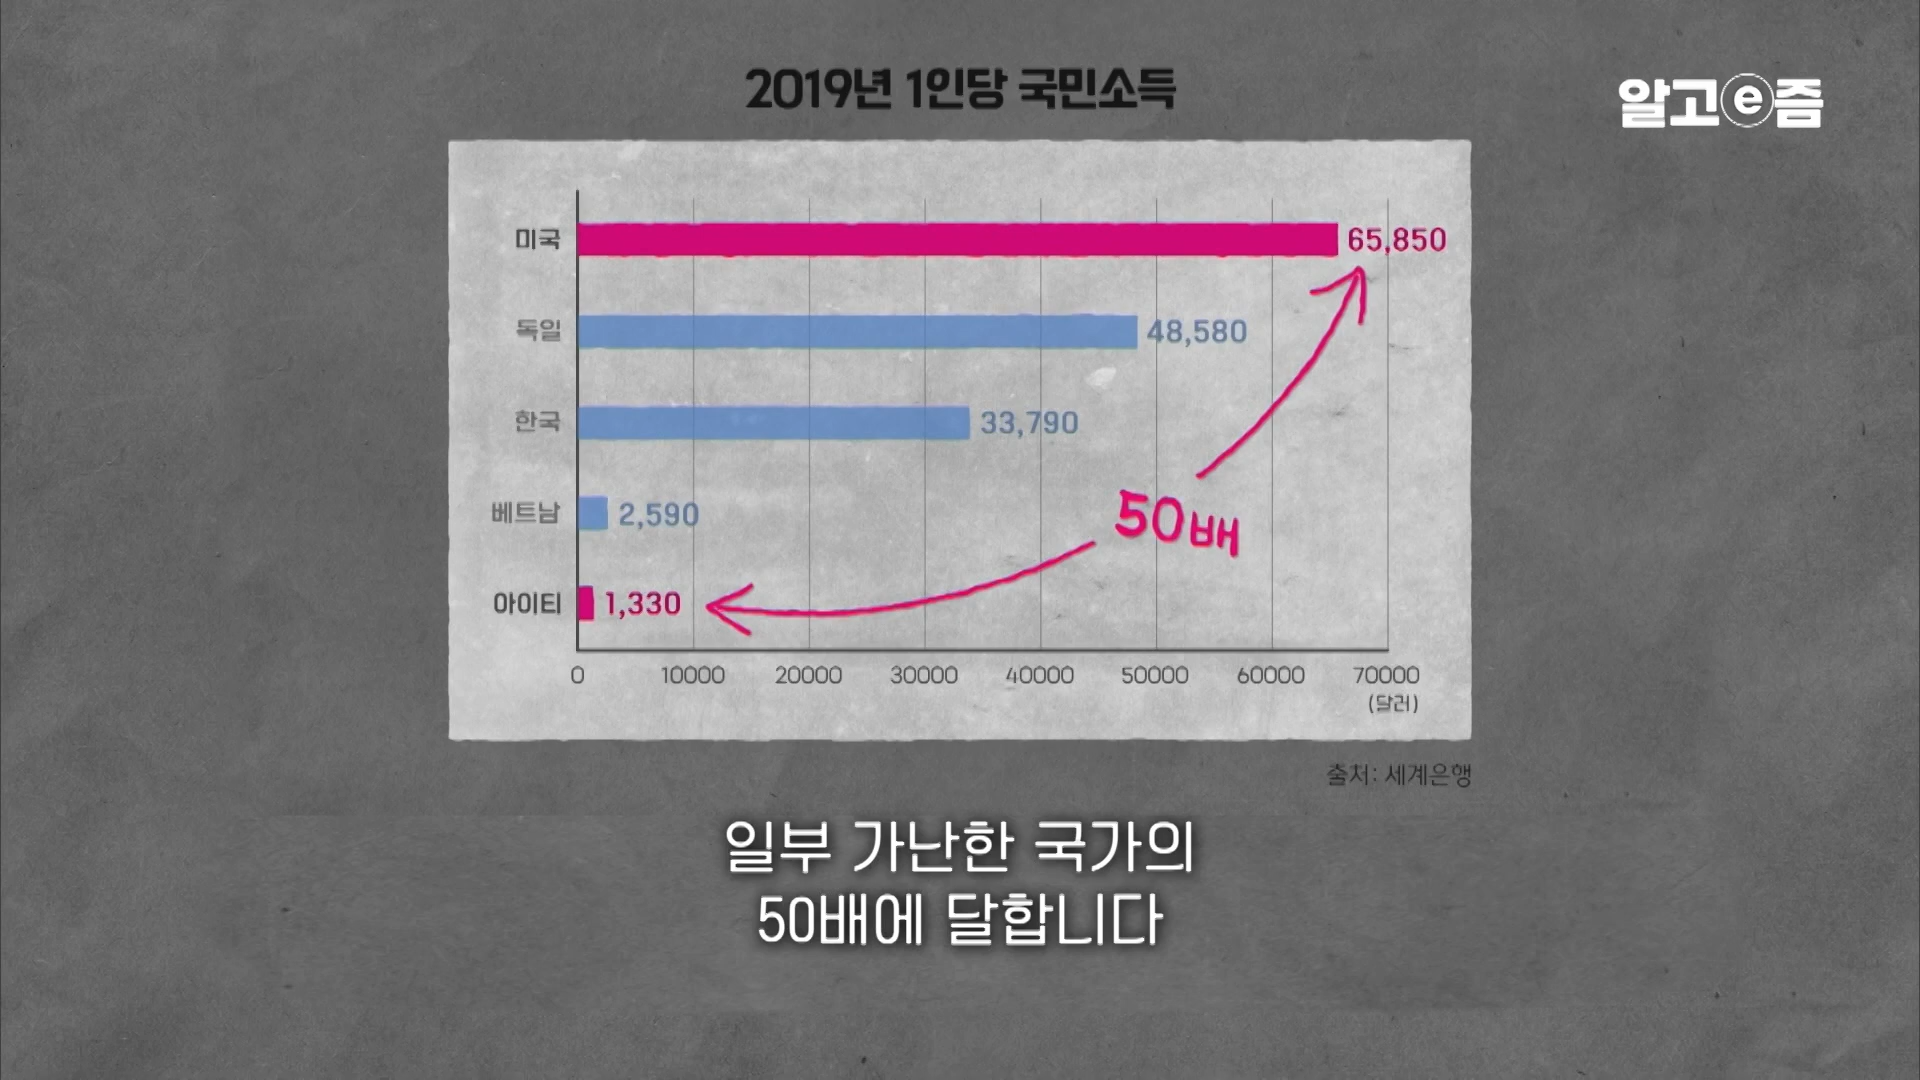 2019년 1인당 국민소득
알고e즘
미국 65,850
독일 48,580
한국 33,790
베트남 2,590
50배
아이티 1,330
0 10000 20000 30000 40000 50000 60000 70000
(달러)
출처: 세계은행
일부 가난한 국가의
50배에 달합니다